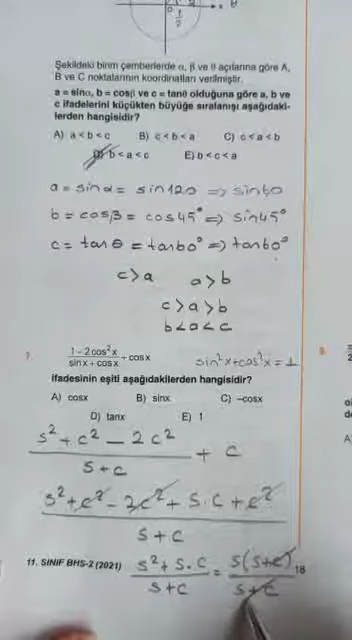 Şekildeki birim çemberlerde α, β ve θ açılarına göre A,
B ve C noktalarının koordinatları verilmiştir.
a = sinα, b = cosβ ve c = tanθ olduğuna göre a, b ve
c ifadelerini küçükten büyüğe sıralanışı aşağıdaki-
lerden hangisidir?
A) a < b < c B) c < b < a C) c < a < b
D) b < a < c E) b < c < a
a = sinα = sin120 => sin60
b = cosβ = cos45° => sin45°
c = tanθ = tan60° => tan60°
c > a a > b
c > a > b
b < a < c
7. (1 - 2cos²x)/(sinx + cosx) + cosx sin²x + cos²x = 1
ifadesinin eşiti aşağıdakilerden hangisidir?
A) cosx B) sinx C) -cosx
D) tanx E) 1
(s² + c² - 2c²)/(s + c) + c
(s² + c² - 2c² + s.c + c²)/(s + c)
11. SINIF BHS-2 (2021) (s² + s.c)/(s + c) = s(s+c)/(s+c) 18